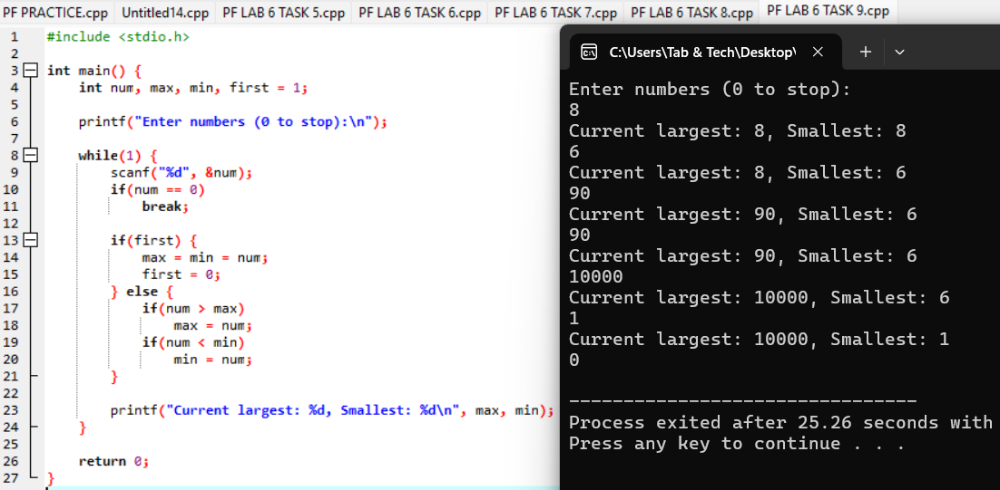 PF PRACTICE.cpp Untitled14.cpp PF LAB 6 TASK 5.cpp PF LAB 6 TASK 6.cpp PF LAB 6 TASK 7.cpp PF LAB 6 TASK 8.cpp PF LAB 6 TASK 9.cpp
1 #include <stdio.h>
2
3 int main() {
4     int num, max, min, first = 1;
5
6     printf("Enter numbers (0 to stop):\n");
7
8     while(1) {
9         scanf("%d", &num);
10         if(num == 0)
11             break;
12
13         if(first) {
14             max = min = num;
15             first = 0;
16         } else {
17             if(num > max)
18                 max = num;
19             if(num < min)
20                 min = num;
21         }
22
23         printf("Current largest: %d, Smallest: %d\n", max, min);
24     }
25
26     return 0;
27 }
C:\Users\Tab & Tech\Desktop\
Enter numbers (0 to stop):
8
Current largest: 8, Smallest: 8
6
Current largest: 8, Smallest: 6
90
Current largest: 90, Smallest: 6
90
Current largest: 90, Smallest: 6
10000
Current largest: 10000, Smallest: 6
1
Current largest: 10000, Smallest: 1
0
--------------------------------
Process exited after 25.26 seconds with
Press any key to continue . . .